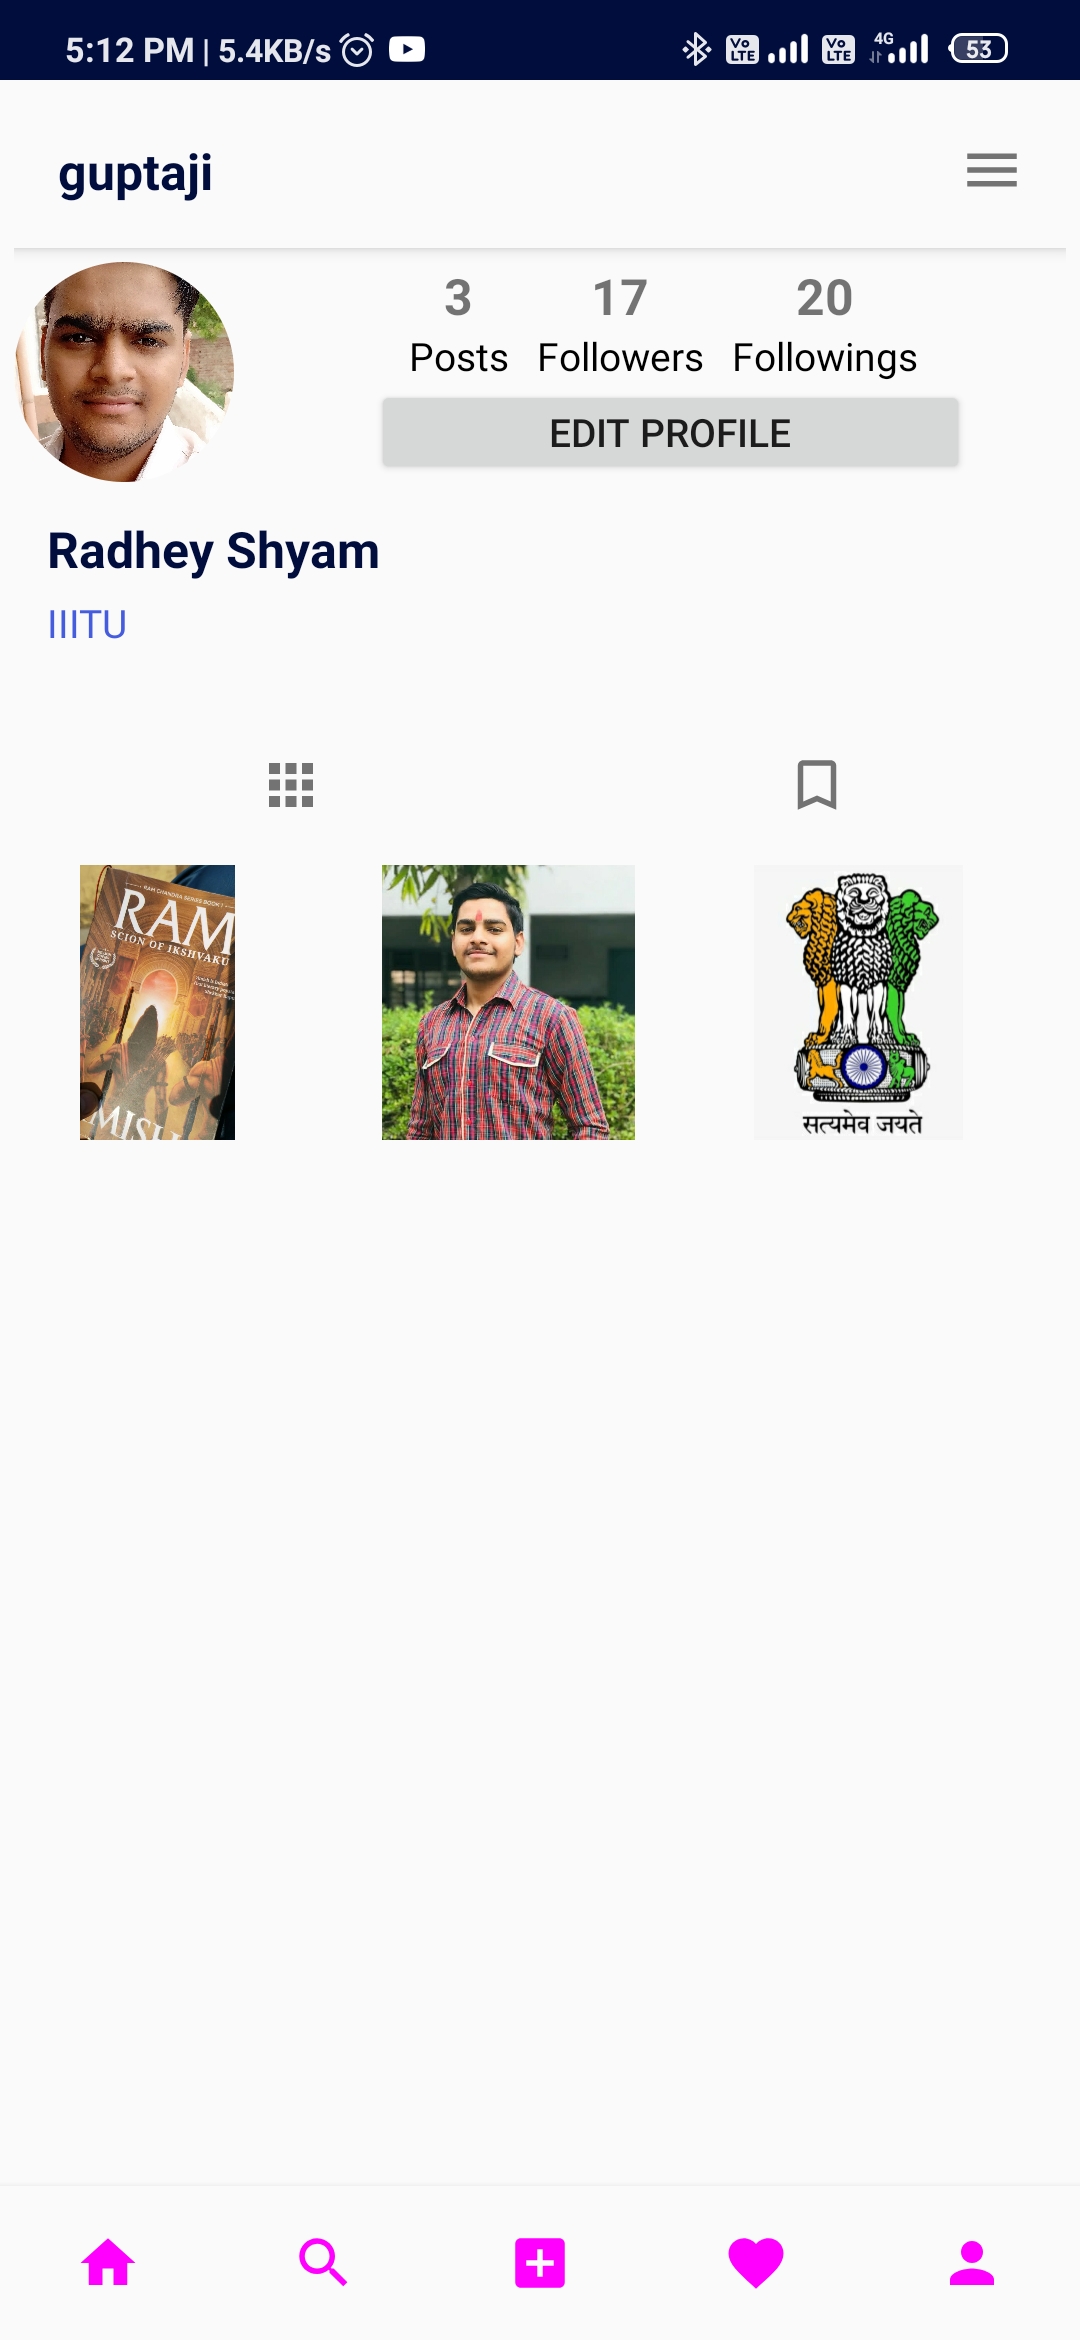 5:12 PM | 5.4KB/s
Vo LTE Vo LTE 4G 53
guptaji
3 17 20
Posts Followers Followings
EDIT PROFILE
Radhey Shyam
IIITU
RAM CHANDRA SERIES BOOK 1
RAM
SCION OF IKSHVAKU
MISH
सत्यमेव जयते